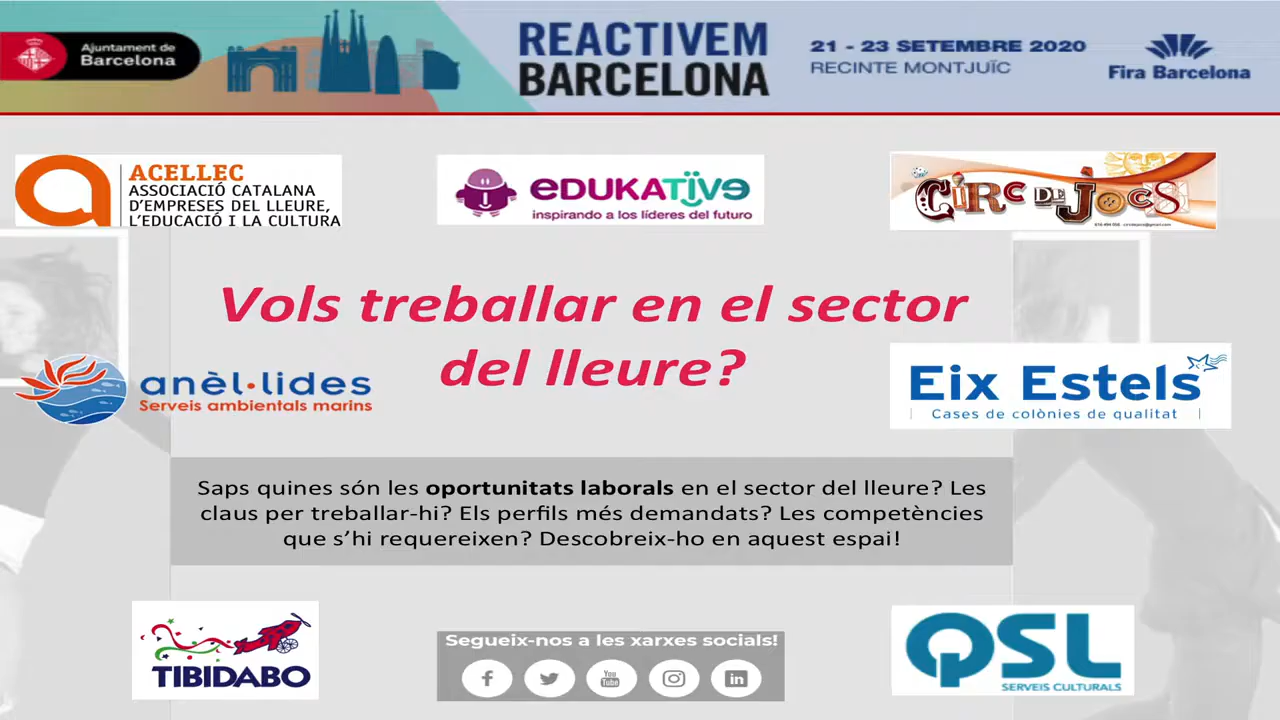 Ajuntament de
Barcelona
REACTIVEM
BARCELONA
21 - 23 SETEMBRE 2020
RECINTE MONTJUÏC
Fira Barcelona
ACELLEC
ASSOCIACIÓ CATALANA
D'EMPRESES DEL LLEURE,
L'EDUCACIÓ I LA CULTURA
eDUKATiVe
inspirando a los líderes del futuro
CIRC DE JOCS
Vols treballar en el sector
del lleure?
anèl·lides
Serveis ambientals marins
Eix Estels
Cases de colònies de qualitat
Saps quines són les oportunitats laborals en el sector del lleure? Les
claus per treballar-hi? Els perfils més demandats? Les competències
que s’hi requereixen? Descobreix-ho en aquest espai!
TIBIDABO
Segueix-nos a les xarxes socials!
You
Tube
QSL
SERVEIS CULTURALS